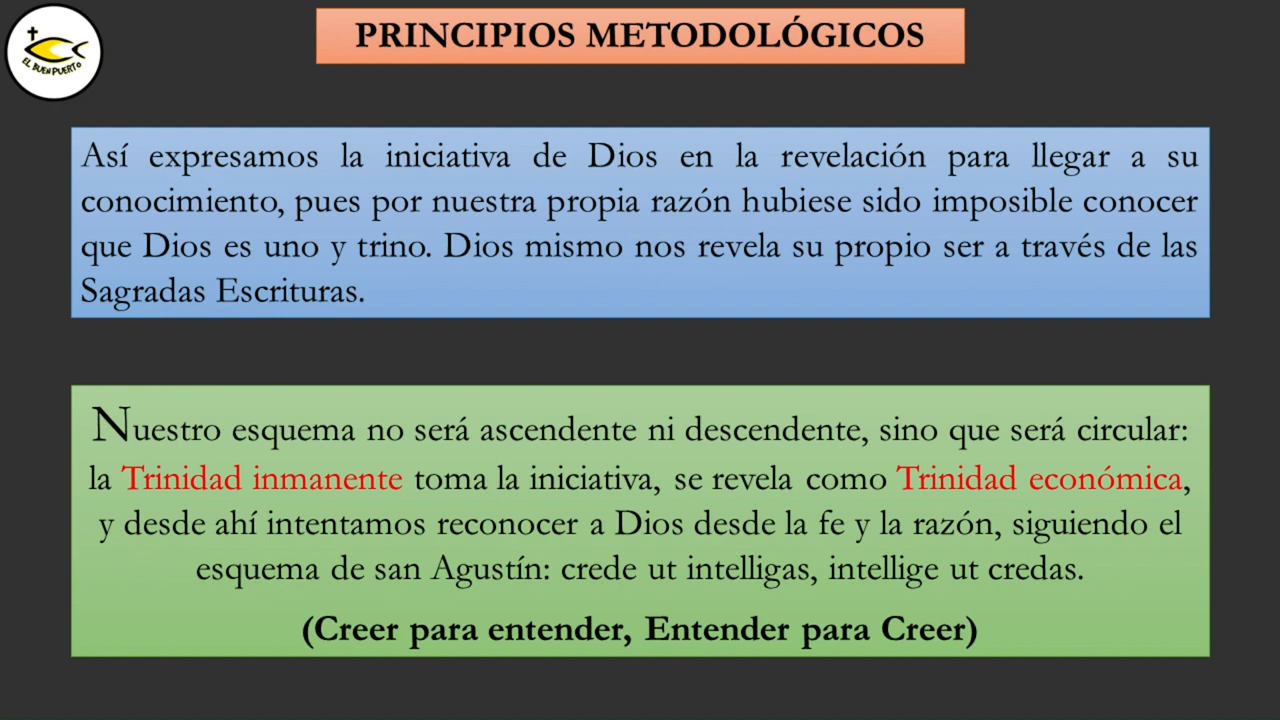 EL BUEN PUERTO
PRINCIPIOS METODOLÓGICOS
Así expresamos la iniciativa de Dios en la revelación para llegar a su
conocimiento, pues por nuestra propia razón hubiese sido imposible conocer
que Dios es uno y trino. Dios mismo nos revela su propio ser a través de las
Sagradas Escrituras.
Nuestro esquema no será ascendente ni descendente, sino que será circular:
la Trinidad inmanente toma la iniciativa, se revela como Trinidad económica,
y desde ahí intentamos reconocer a Dios desde la fe y la razón, siguiendo el
esquema de san Agustín: crede ut intelligas, intellige ut credas.
(Creer para entender, Entender para Creer)